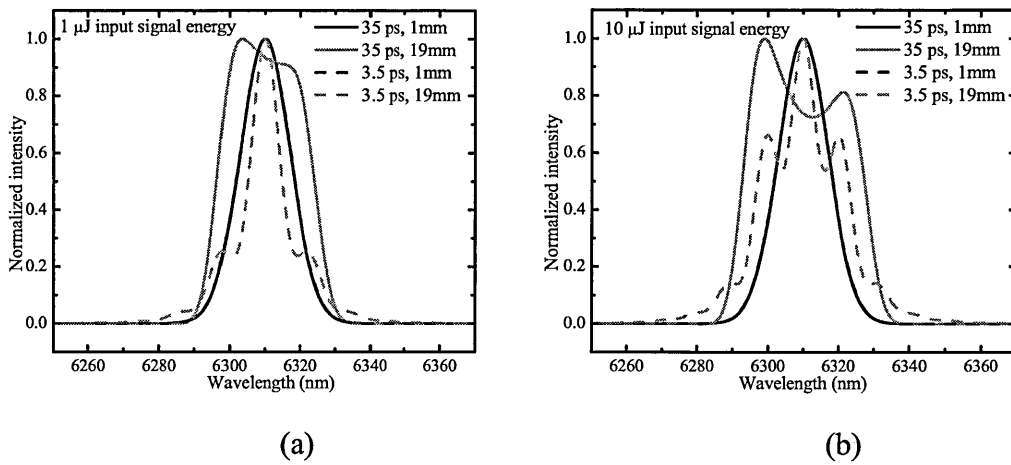 1 μJ input signal energy
35 ps, 1mm
35 ps, 19mm
3.5 ps, 1mm
3.5 ps, 19mm
1.0
0.8
0.6
0.4
0.2
0.0
Normalized intensity
6260 6280 6300 6320 6340 6360
Wavelength (nm)
(a)
10 μJ input signal energy
35 ps, 1mm
35 ps, 19mm
3.5 ps, 1mm
3.5 ps, 19mm
1.0
0.8
0.6
0.4
0.2
0.0
Normalized intensity
6260 6280 6300 6320 6340 6360
Wavelength (nm)
(b)